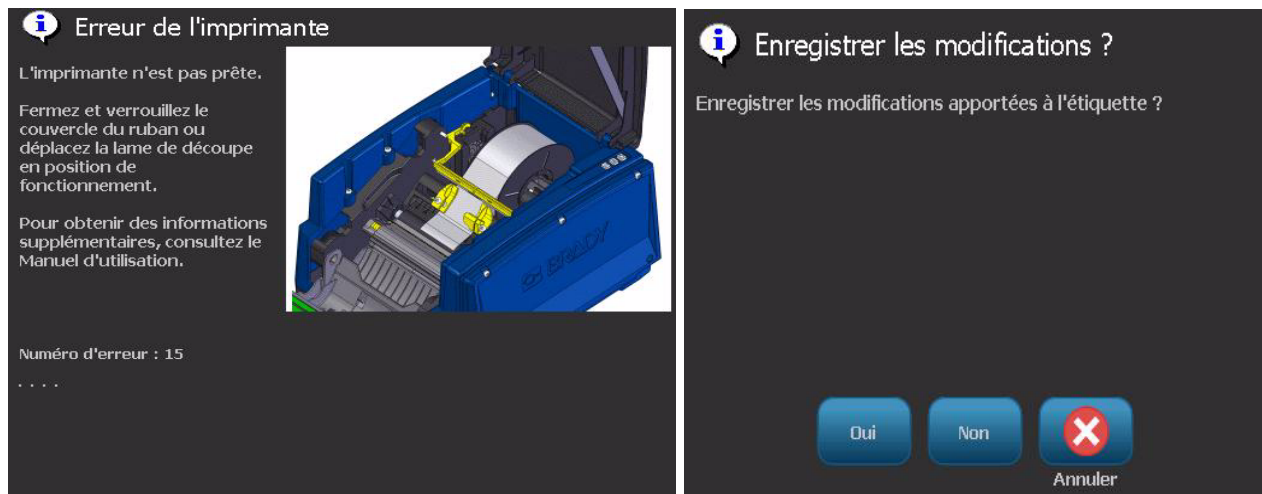 Erreur de l'imprimante
L'imprimante n'est pas prête.
Fermez et verrouillez le
couvercle du ruban ou
déplacez la lame de découpe
en position de
fonctionnement.
Pour obtenir des informations
supplémentaires, consultez le
Manuel d'utilisation.
BRADY
Numéro d'erreur : 15
. . . .
Enregistrer les modifications ?
Enregistrer les modifications apportées à l'étiquette ?
Oui
Non
Annuler